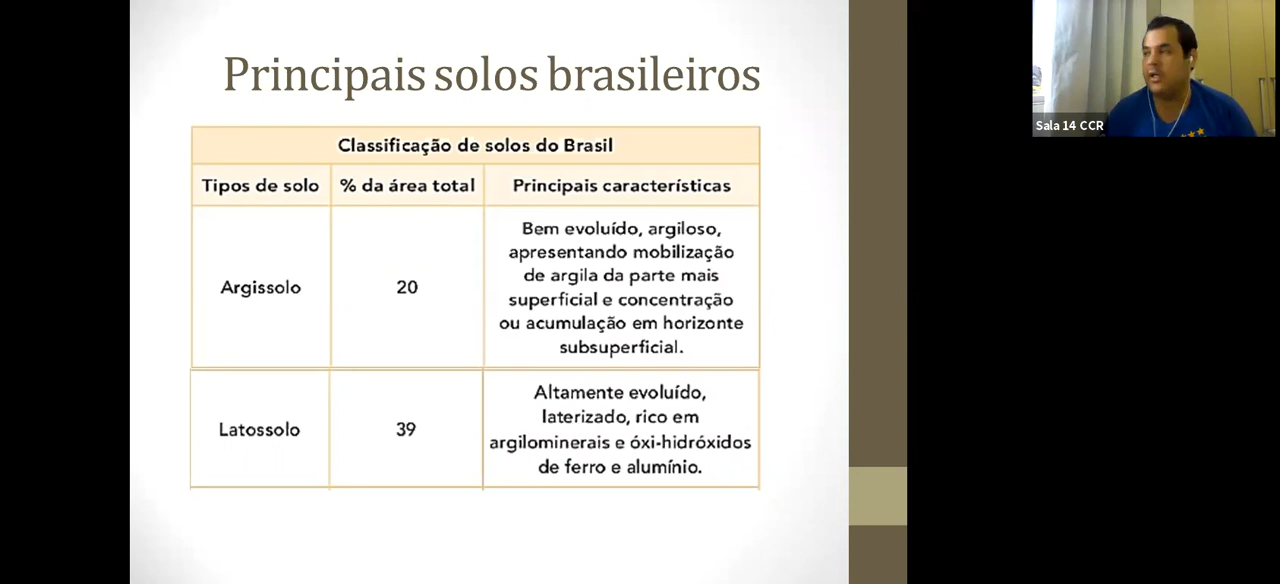 Principais solos brasileiros
Classificação de solos do Brasil
Tipos de solo
% da área total
Principais características
Argissolo
20
Bem evoluído, argiloso,
apresentando mobilização
de argila da parte mais
superficial e concentração
ou acumulação em horizonte
subsuperficial.
Latossolo
39
Altamente evoluído,
laterizado, rico em
argilominerais e óxi-hidróxidos
de ferro e alumínio.
Sala 14 CCR